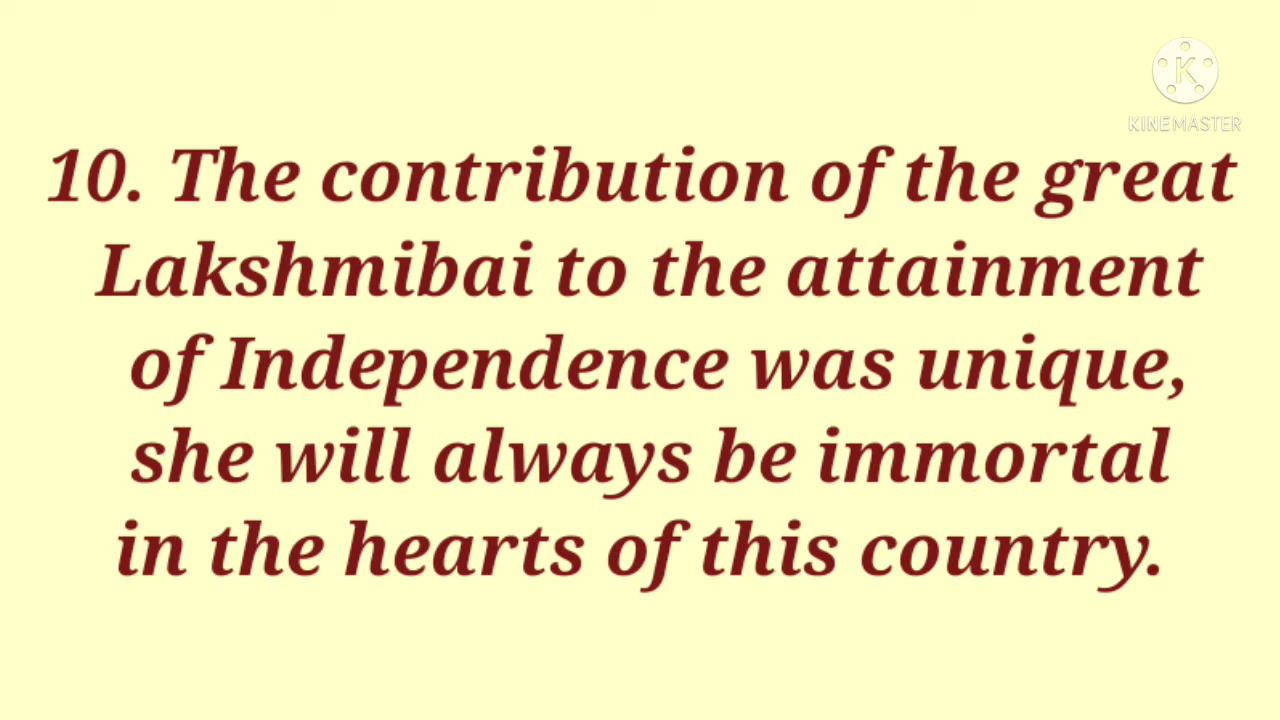 KINEMASTER
10. The contribution of the great
Lakshmibai to the attainment
of Independence was unique,
she will always be immortal
in the hearts of this country.